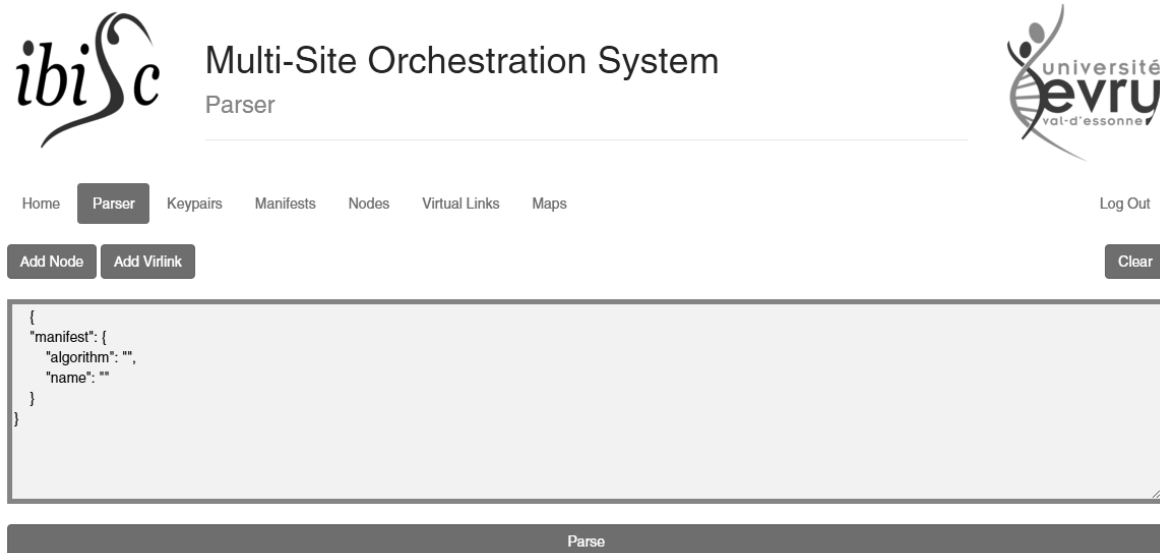 ibisc
Multi-Site Orchestration System
Parser
université
evry
val-d'essonne
Home Parser Keypairs Manifests Nodes Virtual Links Maps Log Out
Add Node Add Virlink Clear
{
"manifest": {
"algorithm": "",
"name": ""
}
}
Parse